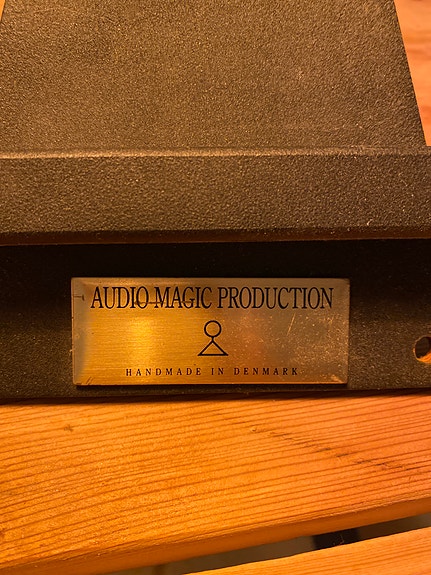 AUDIO MAGIC PRODUCTION
HANDMADE IN DENMARK